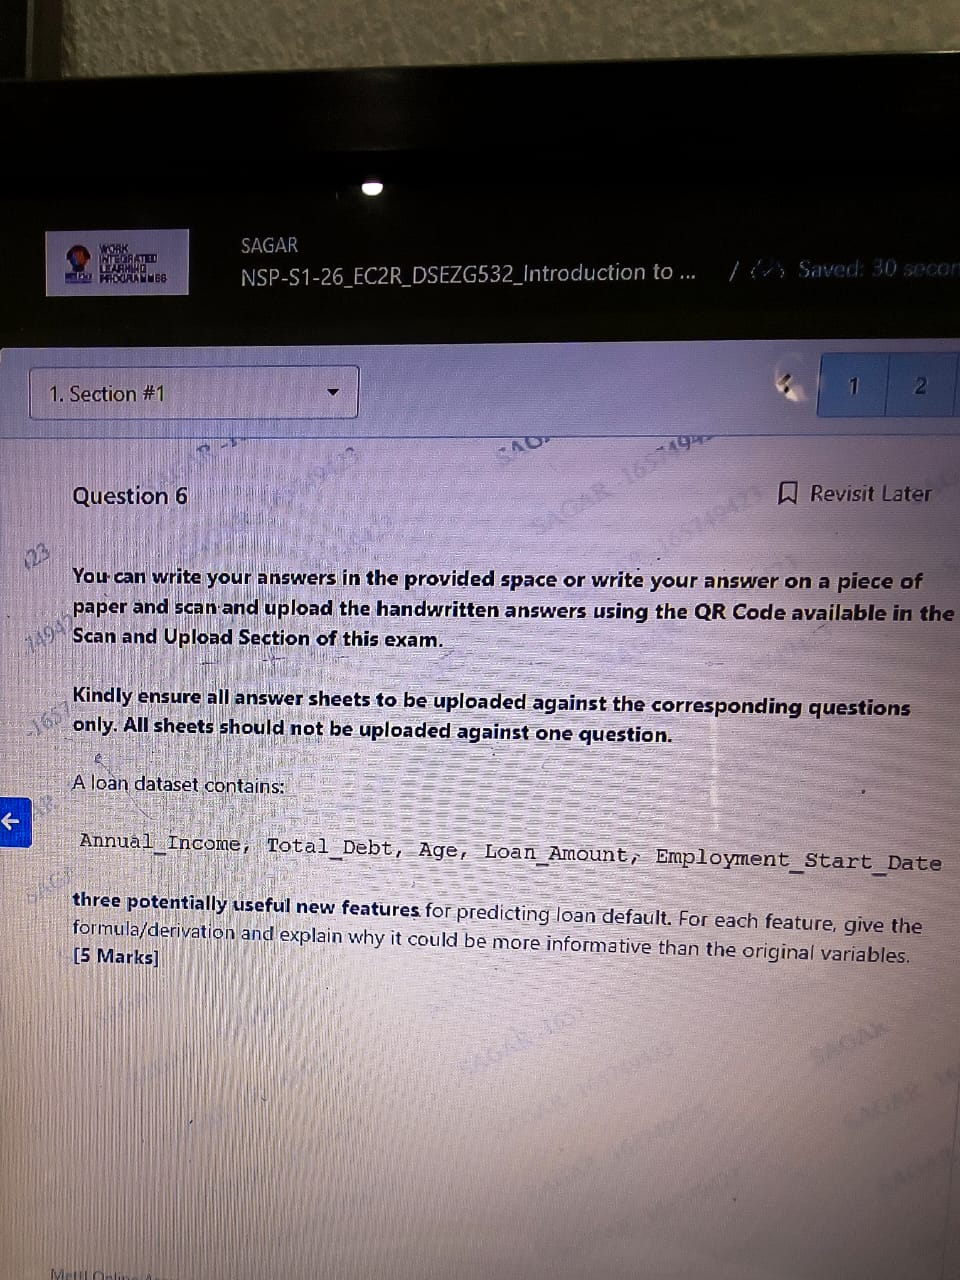 WORK
INTEGRATED
LEARNING
PROGRAMMES
SAGAR
NSP-S1-26_EC2R_DSEZG532_Introduction to ...
Saved: 30 secon
1. Section #1
1
2
Question 6
Revisit Later
You can write your answers in the provided space or write your answer on a piece of
paper and scan and upload the handwritten answers using the QR Code available in the
Scan and Upload Section of this exam.
Kindly ensure all answer sheets to be uploaded against the corresponding questions
only. All sheets should not be uploaded against one question.
A loan dataset contains:
Annual_Income, Total_Debt, Age, Loan_Amount, Employment_Start_Date
three potentially useful new features for predicting loan default. For each feature, give the
formula/derivation and explain why it could be more informative than the original variables.
[5 Marks]